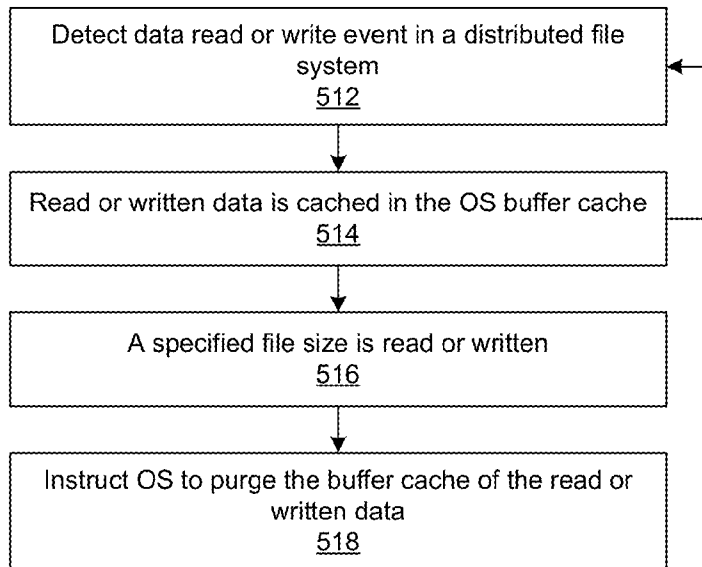 Detect data read or write event in a distributed file
system
512
Read or written data is cached in the OS buffer cache
514
A specified file size is read or written
516
Instruct OS to purge the buffer cache of the read or
written data
518